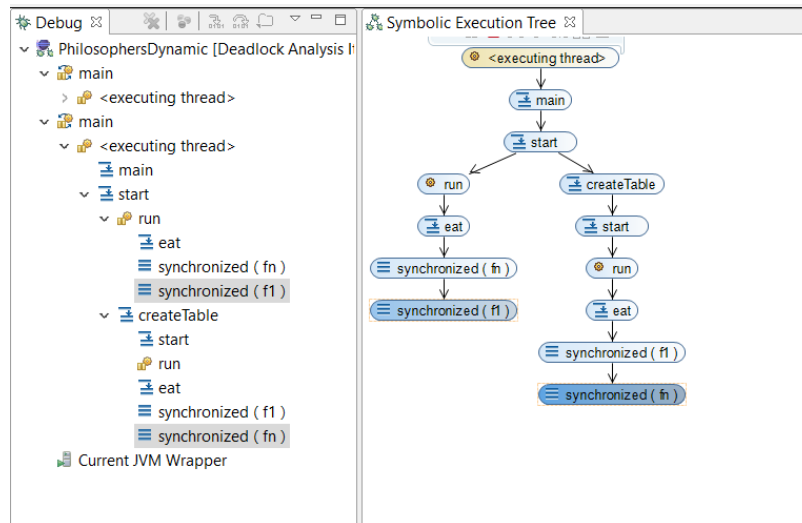 Debug
PhilosophersDynamic [Deadlock Analysis It
main
<executing thread>
main
<executing thread>
main
start
run
eat
synchronized ( fn )
synchronized ( f1 )
createTable
start
run
eat
synchronized ( f1 )
synchronized ( fn )
Current JVM Wrapper
Symbolic Execution Tree
<executing thread>
main
start
run
createTable
eat
start
synchronized ( fn )
run
synchronized ( f1 )
eat
synchronized ( f1 )
synchronized ( fn )